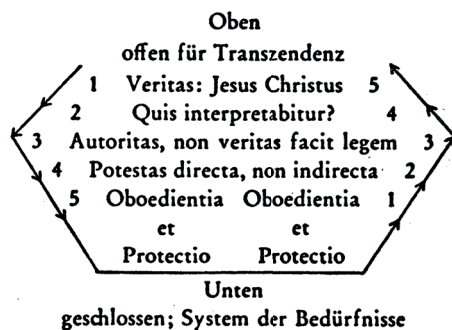 Oben
offen für Transzendenz
1 Veritas: Jesus Christus 5
2 Quis interpretabitur? 4
3 Autoritas, non veritas facit legem 3
4 Potestas directa, non indirecta 2
5 Oboedientia Oboedientia 1
et et
Protectio Protectio
Unten
geschlossen; System der Bedürfnisse